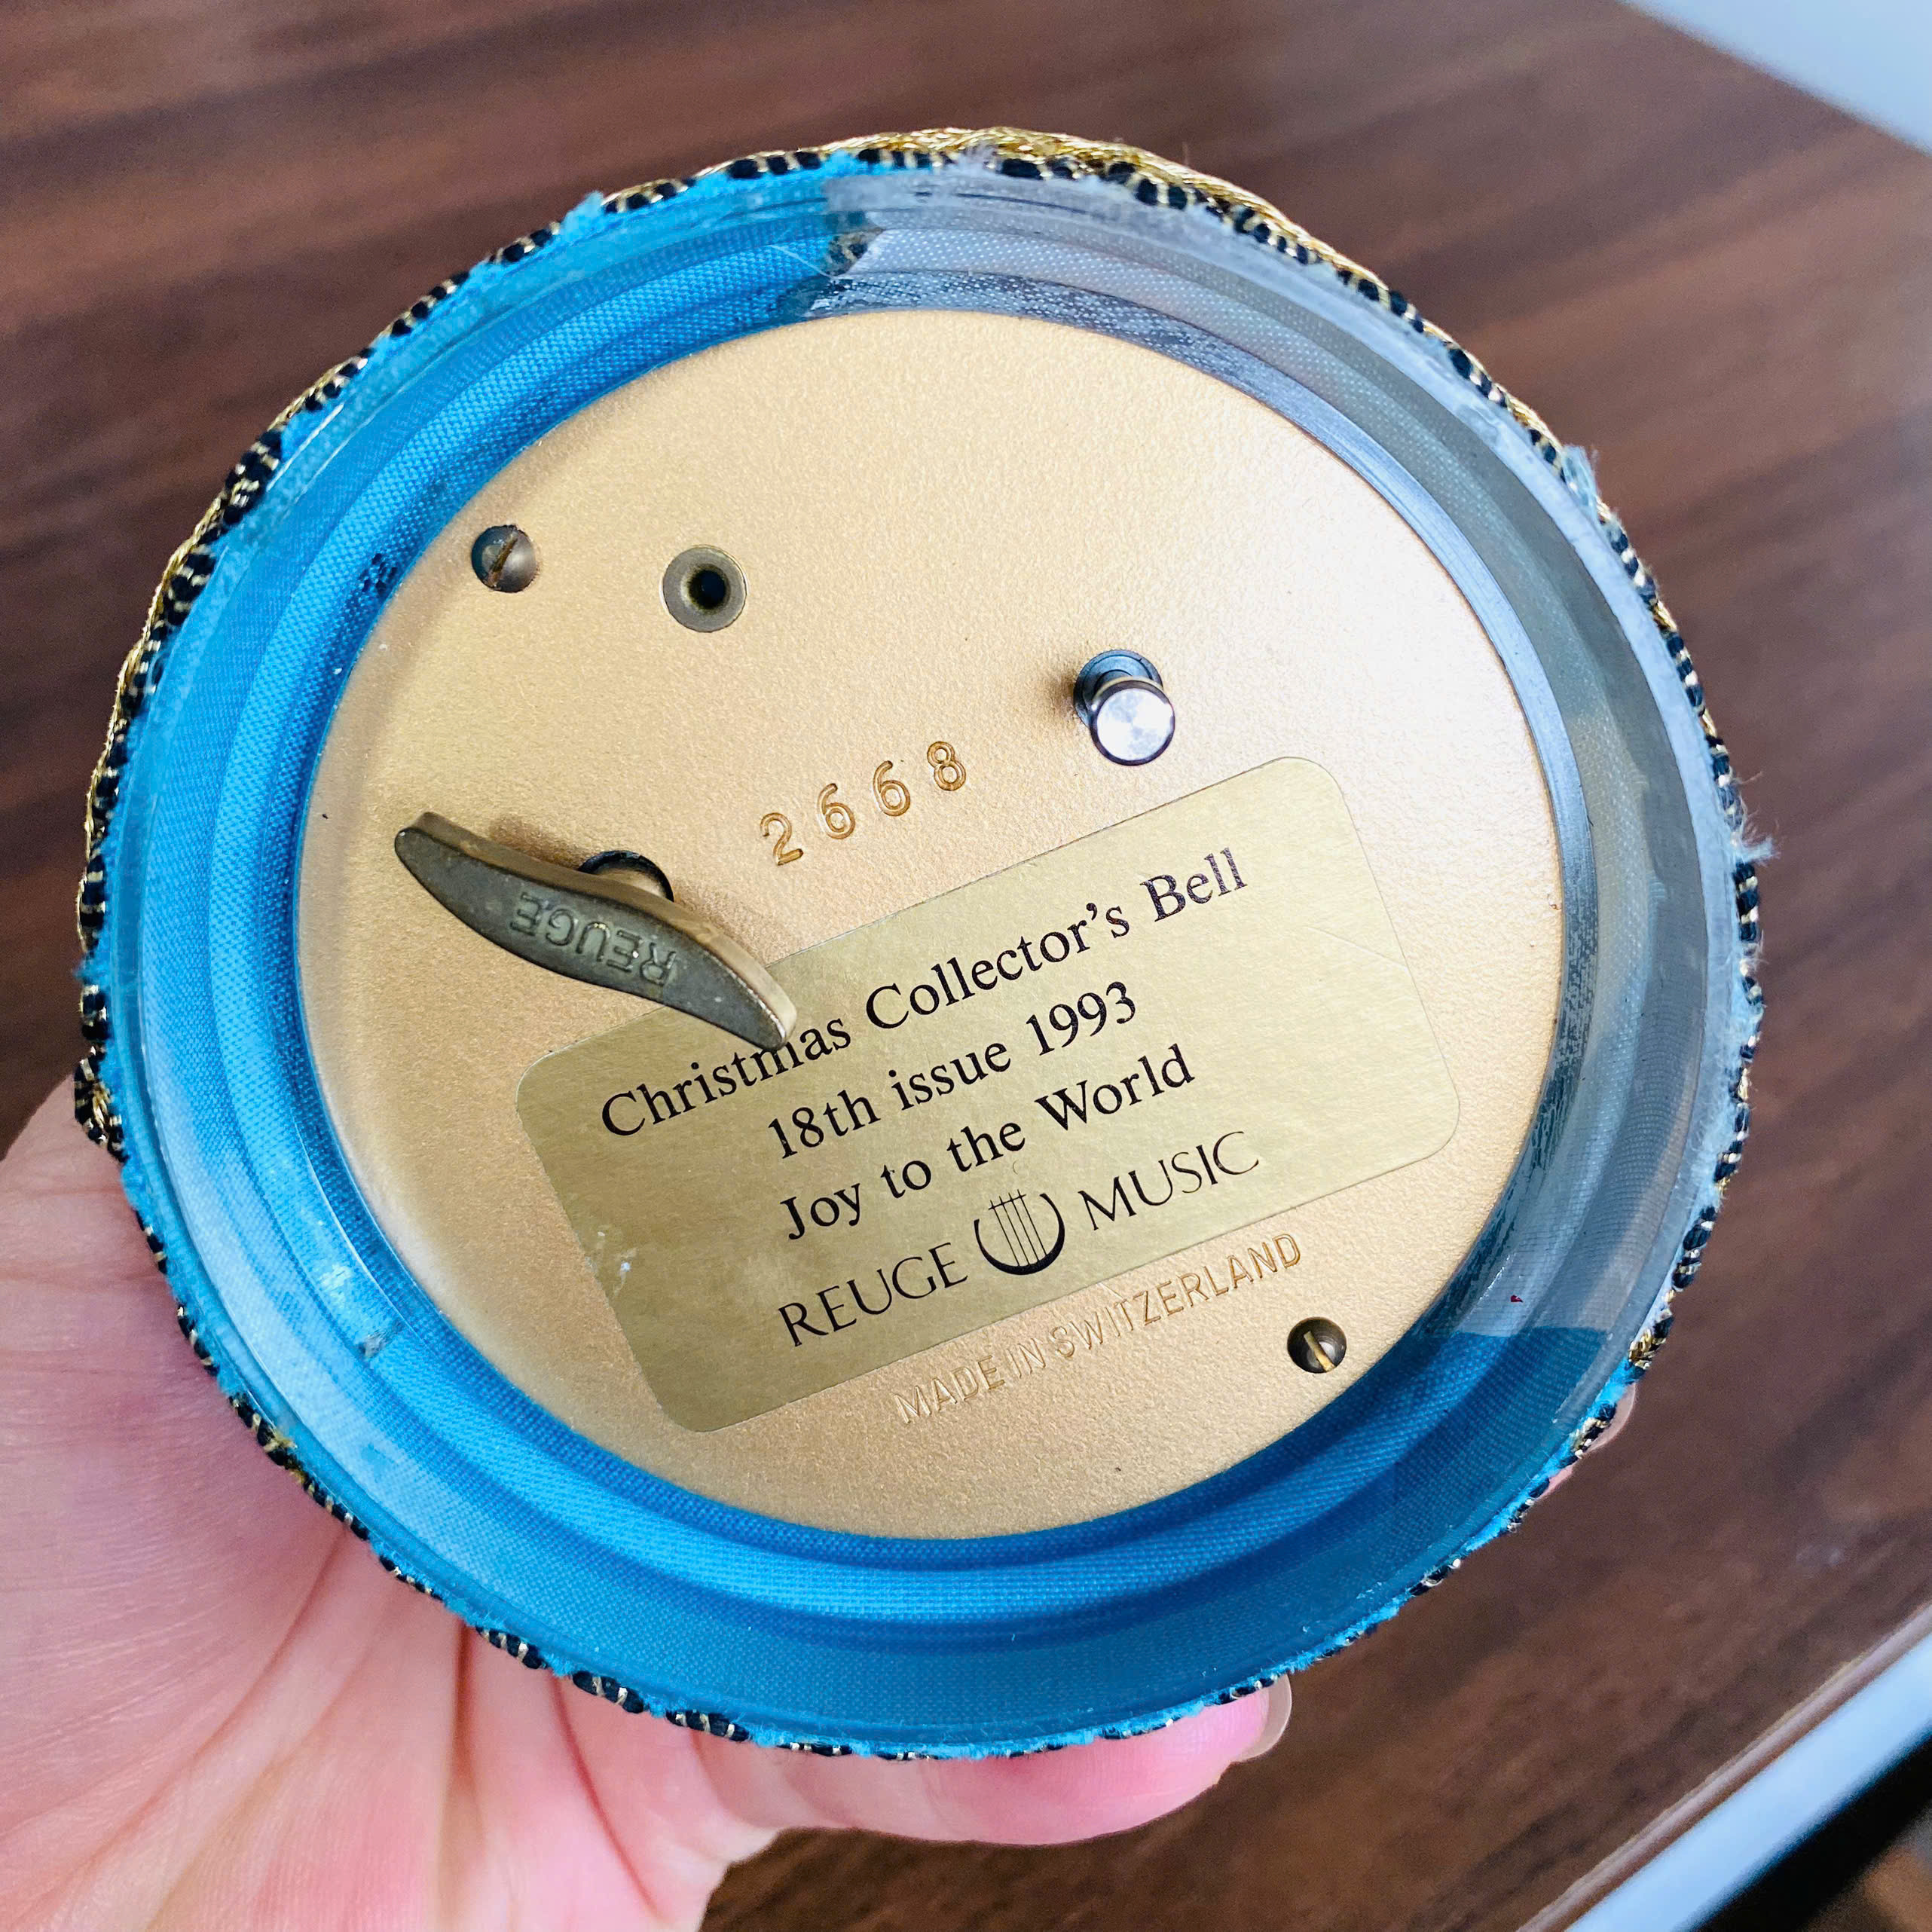 2668
REUGE
Christmas Collector's Bell
18th issue 1993
Joy to the World
REUGE MUSIC
MADE IN SWITZERLAND